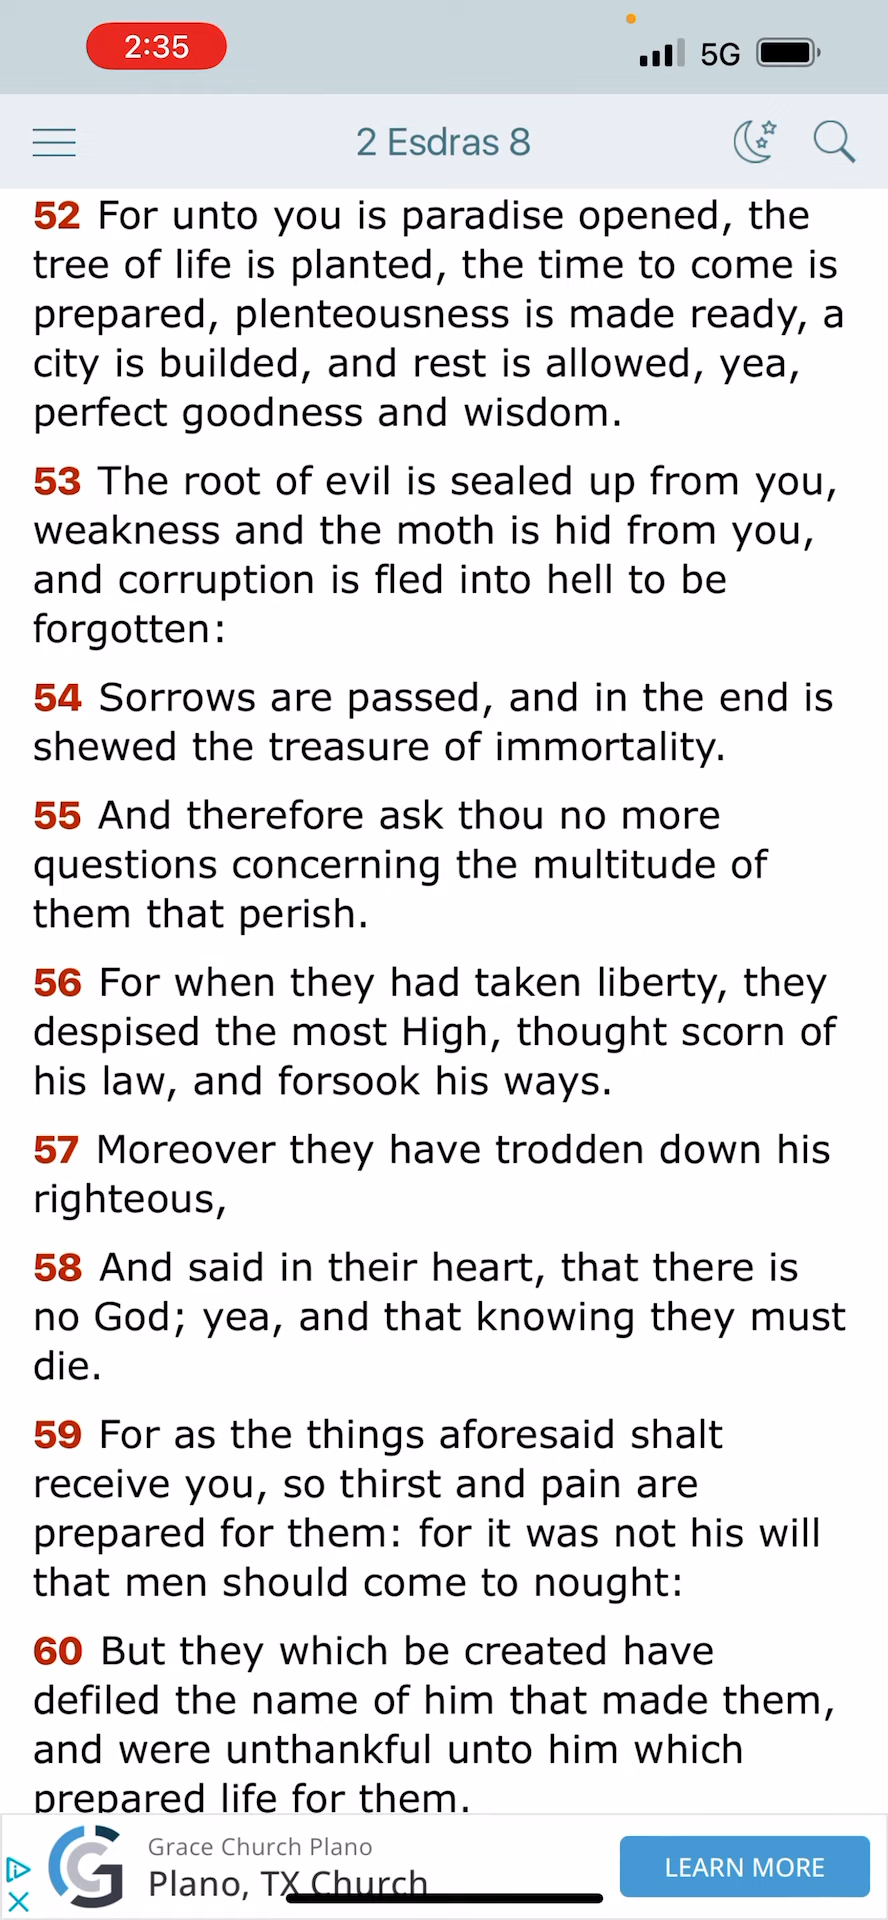 2:35
5G
2 Esdras 8
52 For unto you is paradise opened, the
tree of life is planted, the time to come is
prepared, plenteousness is made ready, a
city is builded, and rest is allowed, yea,
perfect goodness and wisdom.
53 The root of evil is sealed up from you,
weakness and the moth is hid from you,
and corruption is fled into hell to be
forgotten:
54 Sorrows are passed, and in the end is
shewed the treasure of immortality.
55 And therefore ask thou no more
questions concerning the multitude of
them that perish.
56 For when they had taken liberty, they
despised the most High, thought scorn of
his law, and forsook his ways.
57 Moreover they have trodden down his
righteous,
58 And said in their heart, that there is
no God; yea, and that knowing they must
die.
59 For as the things aforesaid shalt
receive you, so thirst and pain are
prepared for them: for it was not his will
that men should come to nought:
60 But they which be created have
defiled the name of him that made them,
and were unthankful unto him which
prepared life for them.
Grace Church Plano
Plano, TX Church
LEARN MORE